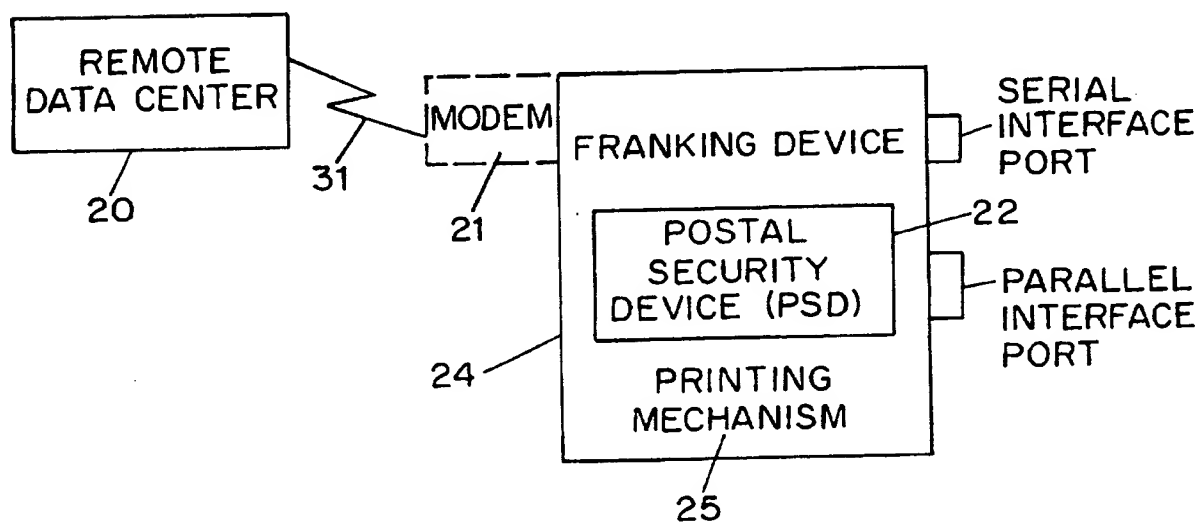 REMOTE
DATA CENTER
20
31
MODEM
21
FRANKING DEVICE
SERIAL
INTERFACE
PORT
POSTAL
SECURITY
DEVICE (PSD)
22
PARALLEL
INTERFACE
PORT
24
PRINTING
MECHANISM
25